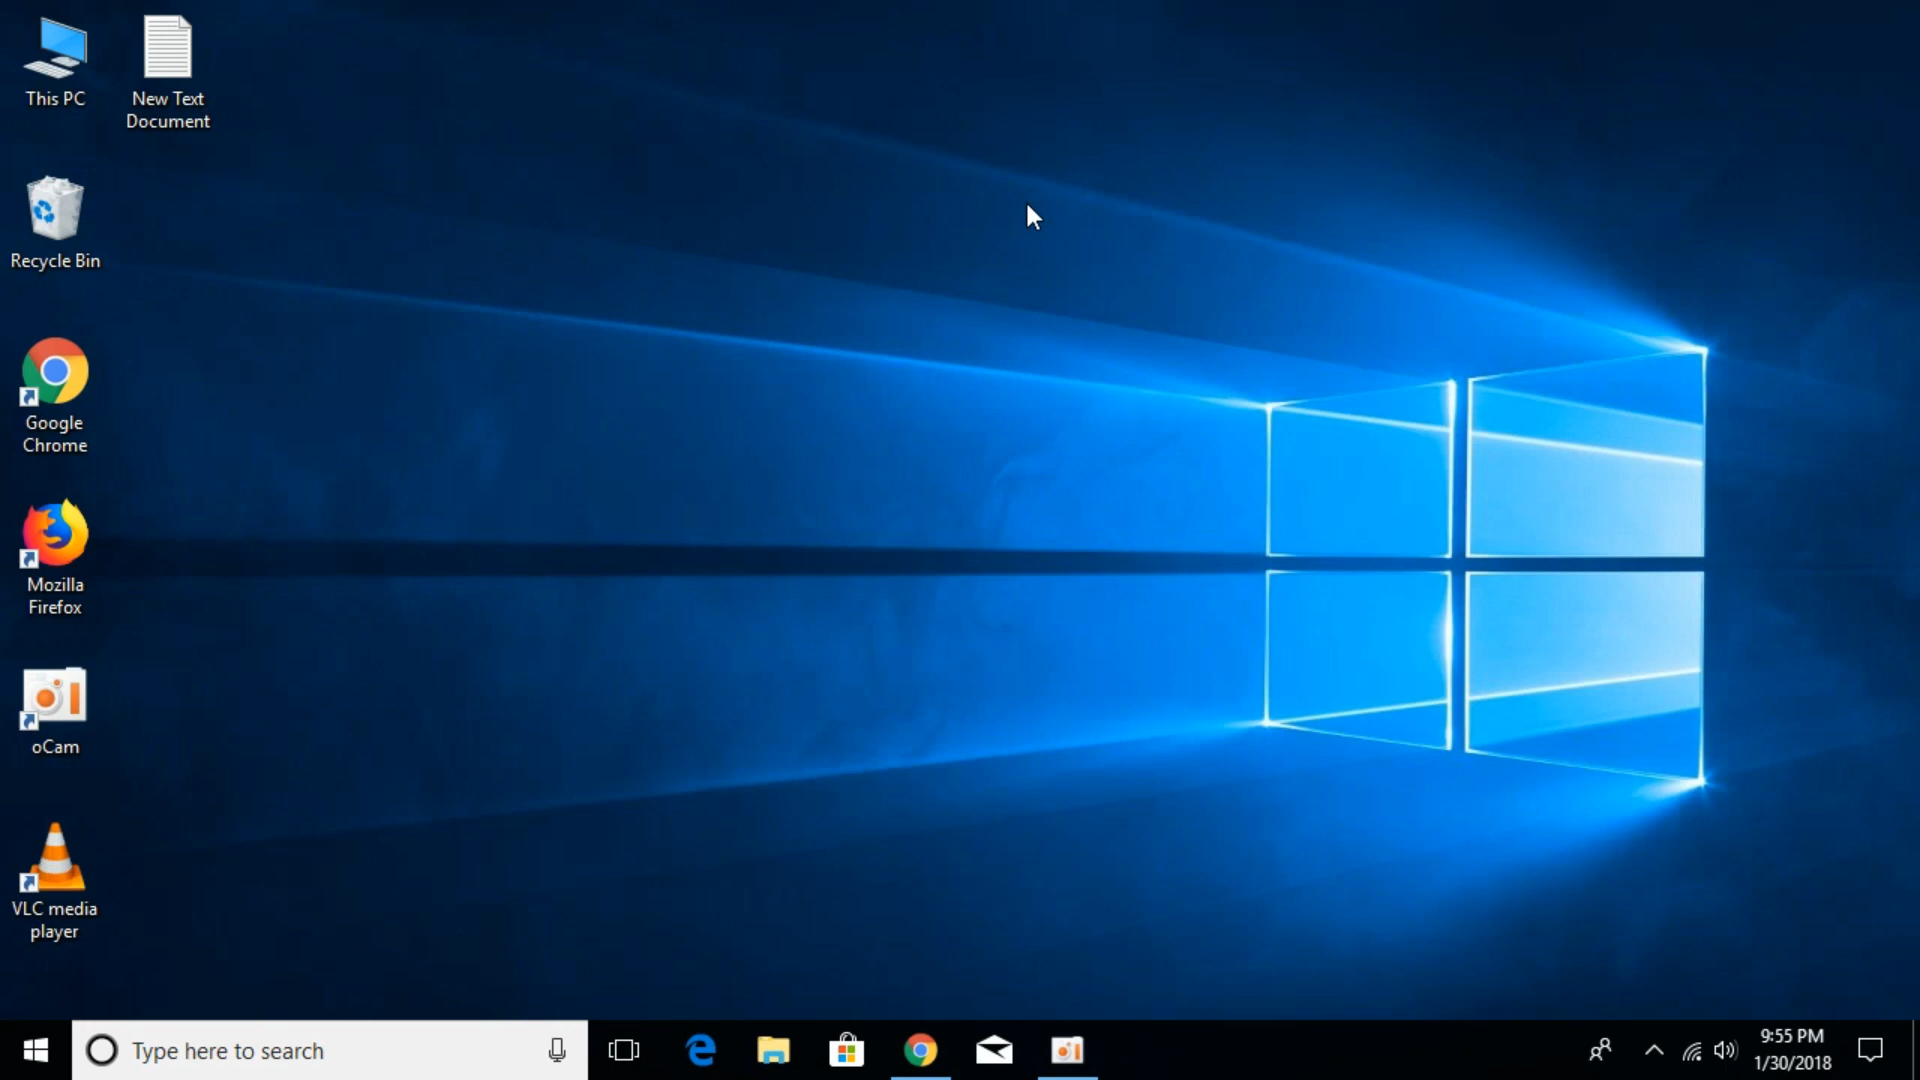 This PC
New Text
Document
Recycle Bin
Google
Chrome
Mozilla
Firefox
oCam
VLC media
player
Type here to search
9:55 PM
1/30/2018